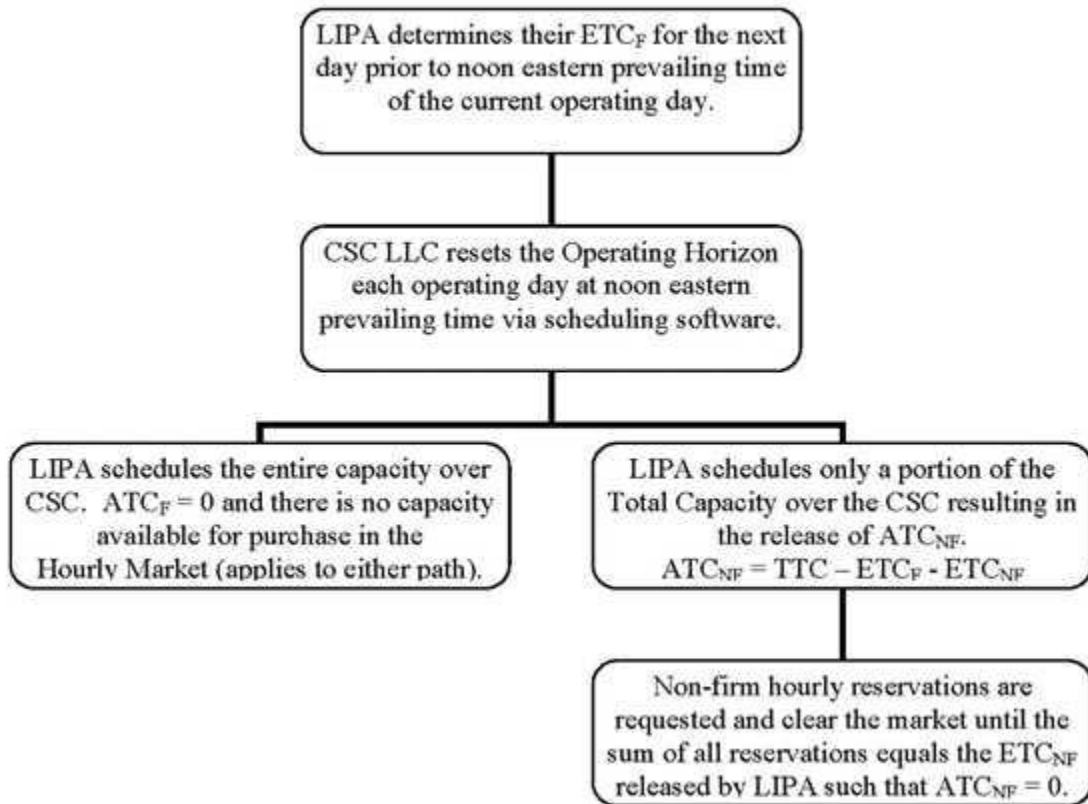 LIPA determines their ETCF for the next
day prior to noon eastern prevailing time
of the current operating day.
CSC LLC resets the Operating Horizon
each operating day at noon eastern
prevailing time via scheduling software.
LIPA schedules the entire capacity over
CSC. ATCF = 0 and there is no capacity
available for purchase in the
Hourly Market (applies to either path).
LIPA schedules only a portion of the
Total Capacity over the CSC resulting in
the release of ATCNF.
ATCNF = TTC – ETCF - ETCNF
Non-firm hourly reservations are
requested and clear the market until the
sum of all reservations equals the ETCNF
released by LIPA such that ATCNF = 0.